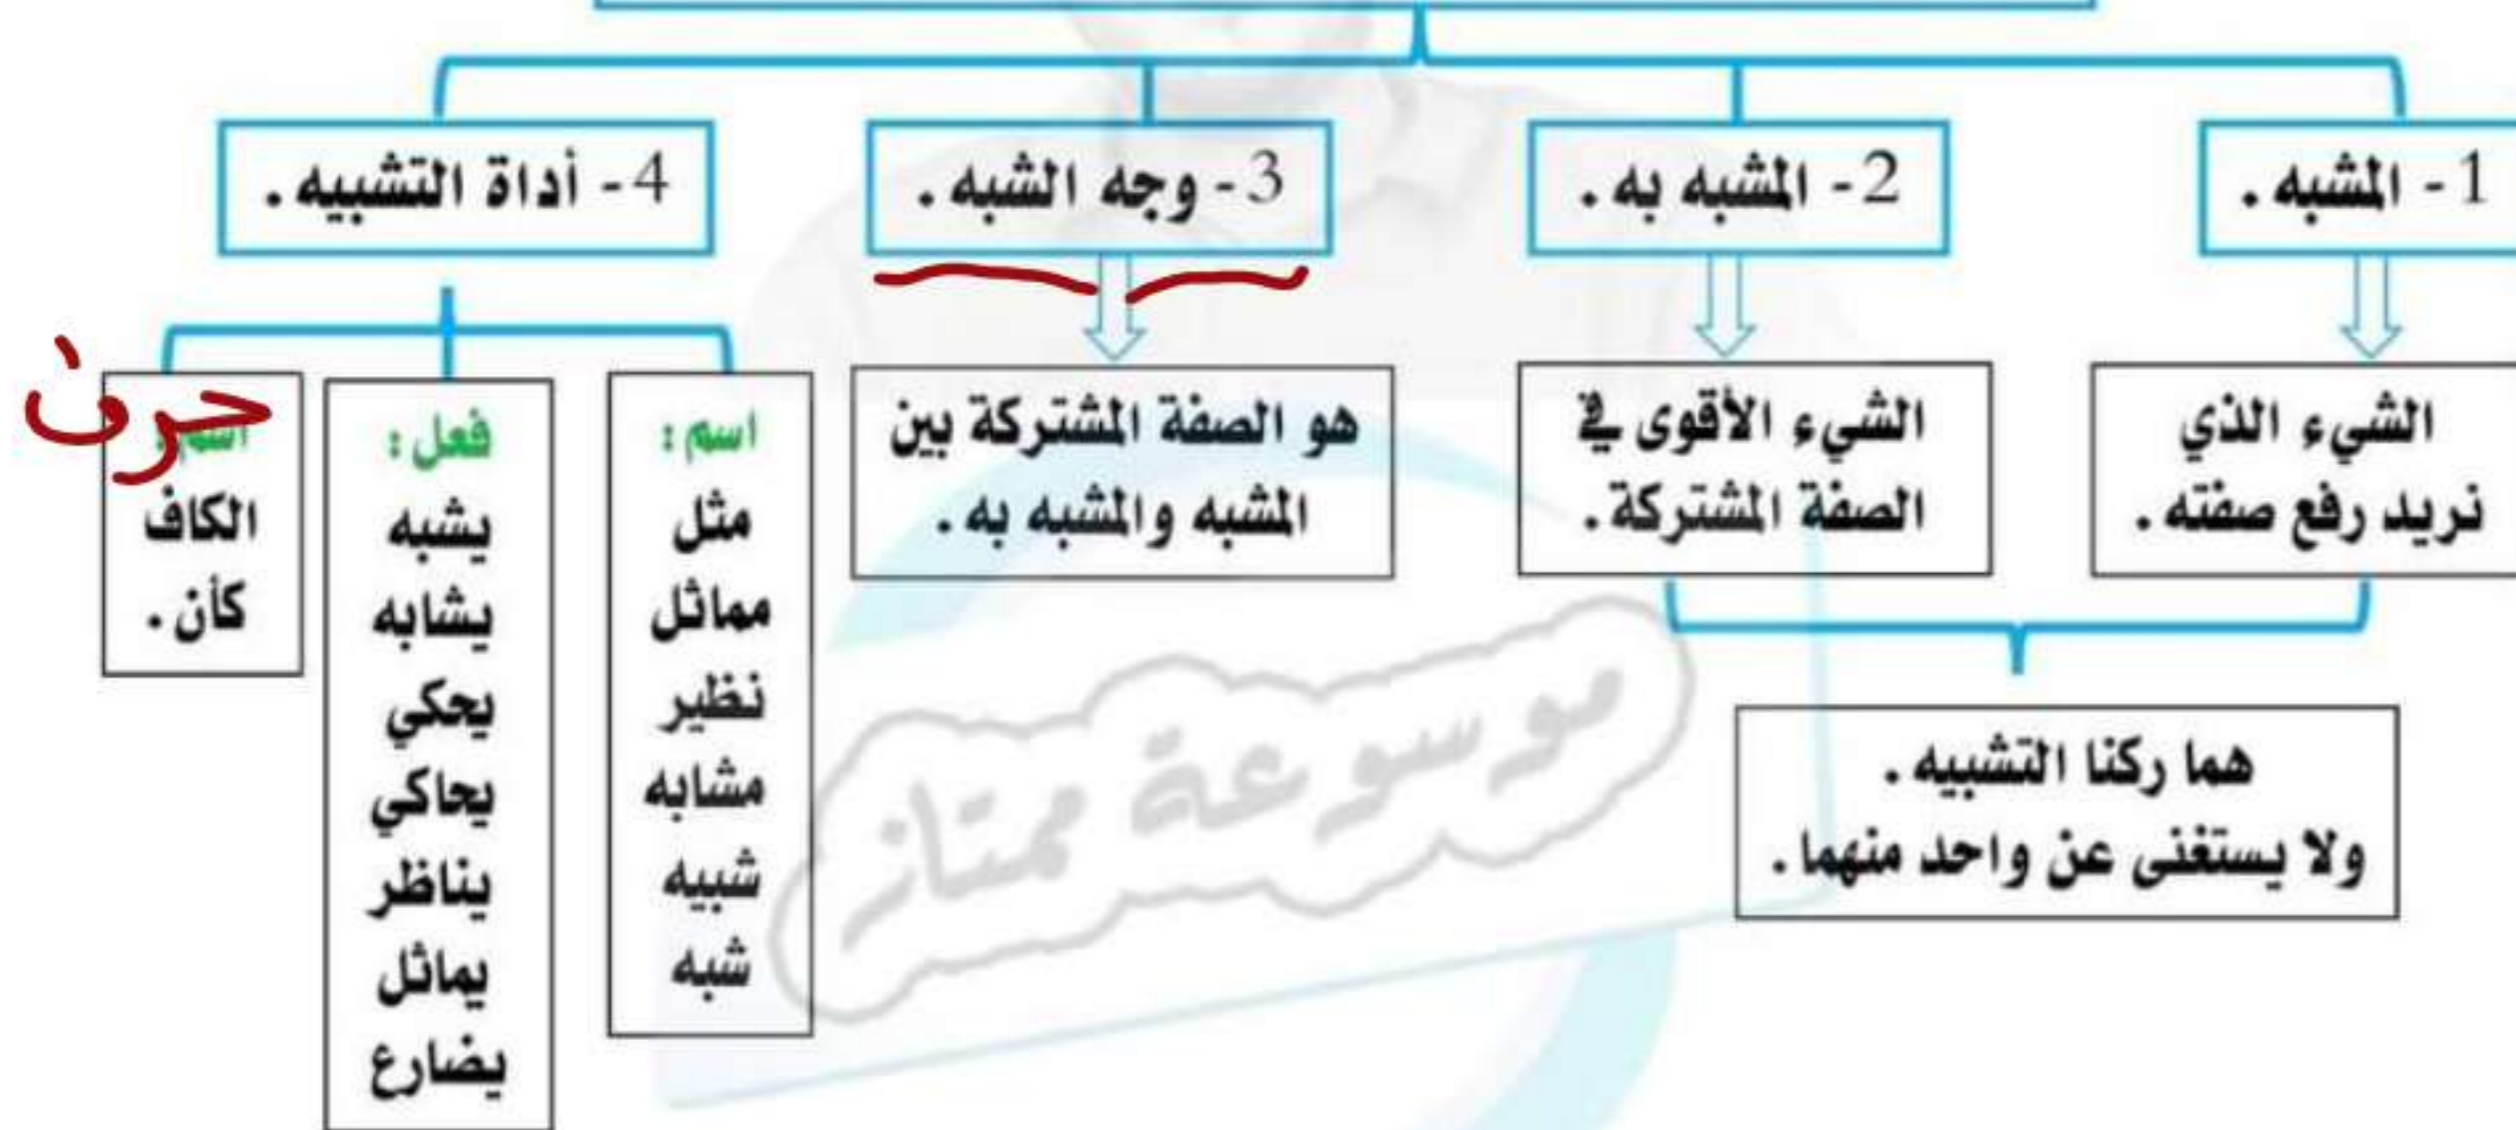 1- المشبه .
2- المشبه به .
3- وجه الشبه .
4- أداة التشبيه .
الشيء الذي
نريد رفع صفته .
الشيء الأقوى في
الصفة المشتركة .
هو الصفة المشتركة بين
المشبه والمشبه به .
هما ركنا التشبيه .
ولا يستغنى عن واحد منهما .
اسم :
مثل
مماثل
نظير
مشابه
شبيه
شبه
فعل :
يشبه
يشابه
يحكي
يحاكي
يناظر
يماثل
يضارع
حرف
اسم :
الكاف
كأن .
موسوعة ممتاز